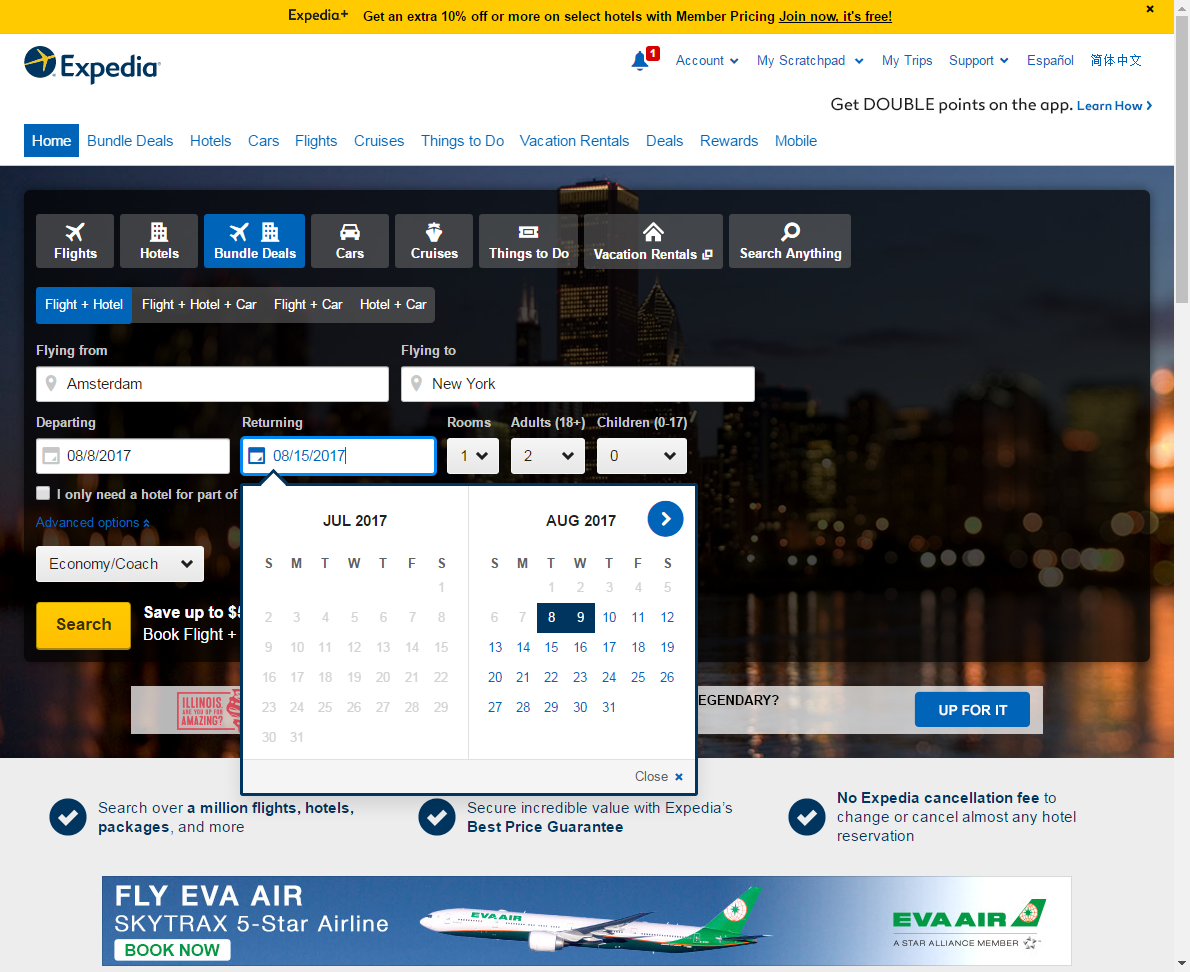 Expedia+ Get an extra 10% off or more on select hotels with Member Pricing Join now, it's free! ×
Expedia
1 Account My Scratchpad My Trips Support Español 简体中文
Get DOUBLE points on the app. Learn How
Home Bundle Deals Hotels Cars Flights Cruises Things to Do Vacation Rentals Deals Rewards Mobile
Flights Hotels Bundle Deals Cars Cruises Things to Do Vacation Rentals Search Anything
Flight + Hotel Flight + Hotel + Car Flight + Car Hotel + Car
Flying from Flying to
Amsterdam New York
Departing Returning Rooms Adults (18+) Children (0-17)
08/8/2017 08/15/2017 1 2 0
I only need a hotel for part of
Advanced options
Economy/Coach
Search
Save up to $
Book Flight +
JUL 2017
S M T W T F S
1
2 3 4 5 6 7 8
9 10 11 12 13 14 15
16 17 18 19 20 21 22
23 24 25 26 27 28 29
30 31
AUG 2017
S M T W T F S
1 2 3 4 5
6 7 8 9 10 11 12
13 14 15 16 17 18 19
20 21 22 23 24 25 26
27 28 29 30 31
Close ×
ILLINOIS.
ARE YOU UP FOR
AMAZING?
EGENDARY?
UP FOR IT
Search over a million flights, hotels,
packages, and more
Secure incredible value with Expedia's
Best Price Guarantee
No Expedia cancellation fee to
change or cancel almost any hotel
reservation
FLY EVA AIR
SKYTRAX 5-Star Airline
BOOK NOW
EVA AIR
EVA AIR
A STAR ALLIANCE MEMBER